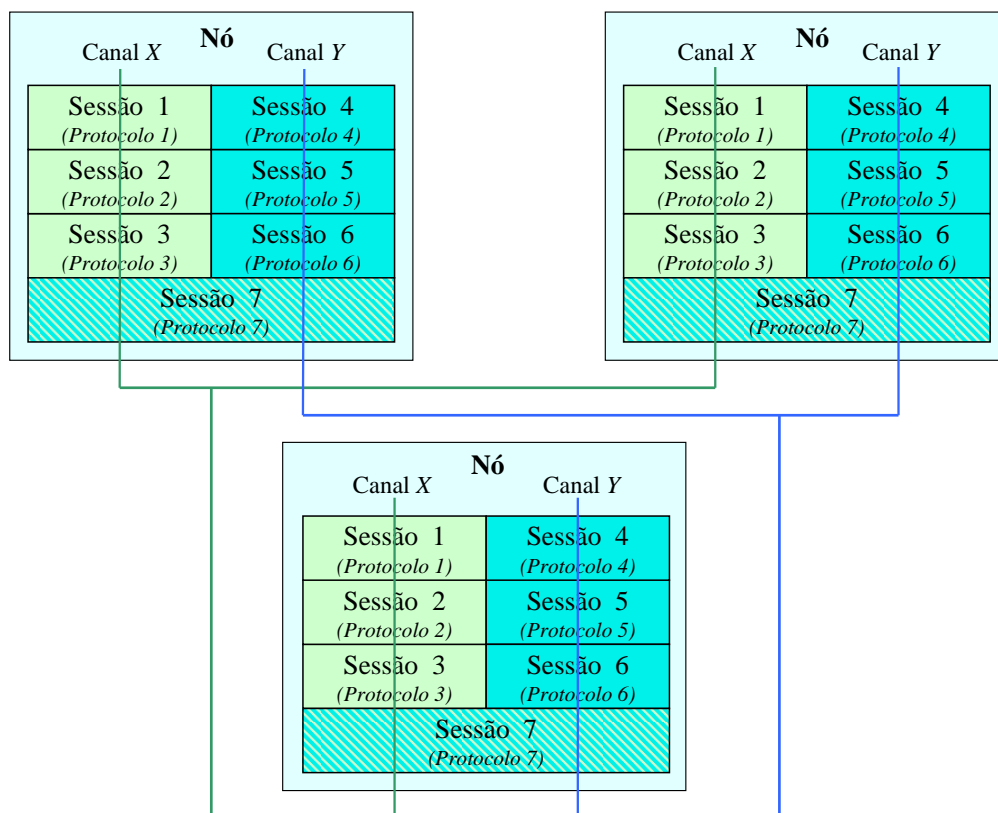 Nó
Canal X Canal Y
Sessão 1
(Protocolo 1)
Sessão 4
(Protocolo 4)
Sessão 2
(Protocolo 2)
Sessão 5
(Protocolo 5)
Sessão 3
(Protocolo 3)
Sessão 6
(Protocolo 6)
Sessão 7
(Protocolo 7)
Nó
Canal X Canal Y
Sessão 1
(Protocolo 1)
Sessão 4
(Protocolo 4)
Sessão 2
(Protocolo 2)
Sessão 5
(Protocolo 5)
Sessão 3
(Protocolo 3)
Sessão 6
(Protocolo 6)
Sessão 7
(Protocolo 7)
Nó
Canal X Canal Y
Sessão 1
(Protocolo 1)
Sessão 4
(Protocolo 4)
Sessão 2
(Protocolo 2)
Sessão 5
(Protocolo 5)
Sessão 3
(Protocolo 3)
Sessão 6
(Protocolo 6)
Sessão 7
(Protocolo 7)